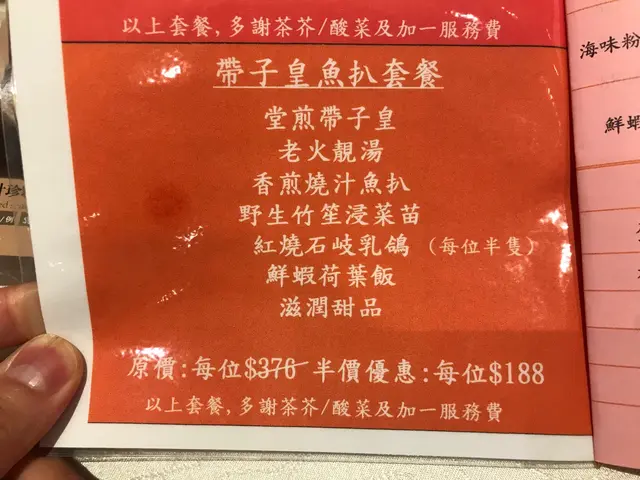 以上套餐,多謝茶芥/酸菜及加一服務費
帶子皇魚扒套餐
堂煎帶子皇
老火靚湯
香煎燒汁魚扒
野生竹笙浸菜苗
紅燒石岐乳鴿(每位半隻)
鮮蝦荷葉飯
滋潤甜品
原價:每位$376 半價優惠:每位$188
以上套餐,多謝茶芥/酸菜及加一服務費
海味粉
鮮蝦